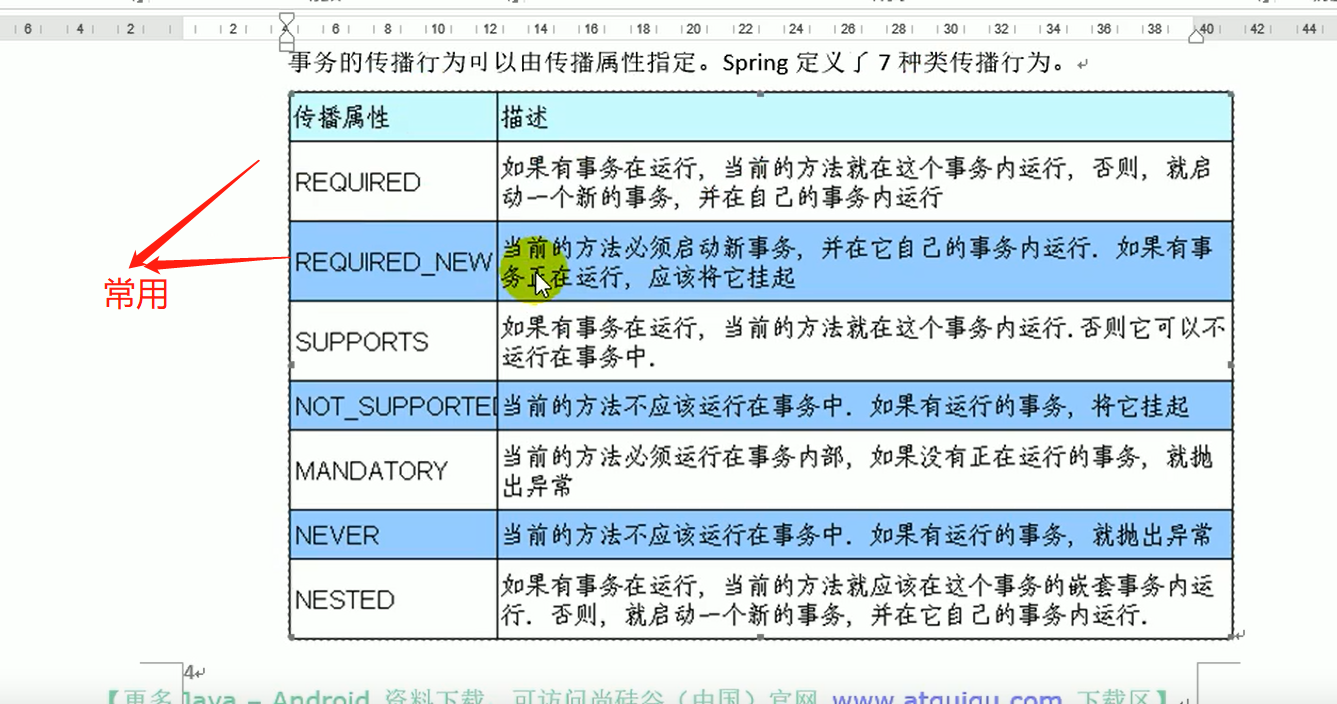 6 4 2 2 4 6 8 10 12 14 16 18 20 22 24 26 28 30 32 34 36 38 40 42 44
事务的传播行为可以由传播属性指定。Spring 定义了 7 种类传播行为。
传播属性 描述
REQUIRED 如果有事务在运行，当前的方法就在这个事务内运行，否则，就启
动一个新的事务，并在自己的事务内运行
REQUIRED_NEW 当前的方法必须启动新事务，并在它自己的事务内运行．如果有事
务正在运行，应该将它挂起
常用
SUPPORTS 如果有事务在运行，当前的方法就在这个事务内运行．否则它可以不
运行在事务中．
NOT_SUPPORTED 当前的方法不应该运行在事务中．如果有运行的事务，将它挂起
MANDATORY 当前的方法必须运行在事务内部，如果没有正在运行的事务，就抛
出异常
NEVER 当前的方法不应该运行在事务中．如果有运行的事务，就抛出异常
NESTED 如果有事务在运行，当前的方法就应该在这个事务的嵌套事务内运
行．否则，就启动一个新的事务，并在它自己的事务内运行．
4
【更多 Java – Android 资料下载，可访问尚硅谷（中国）官网 www.atguigu.com 下载区】